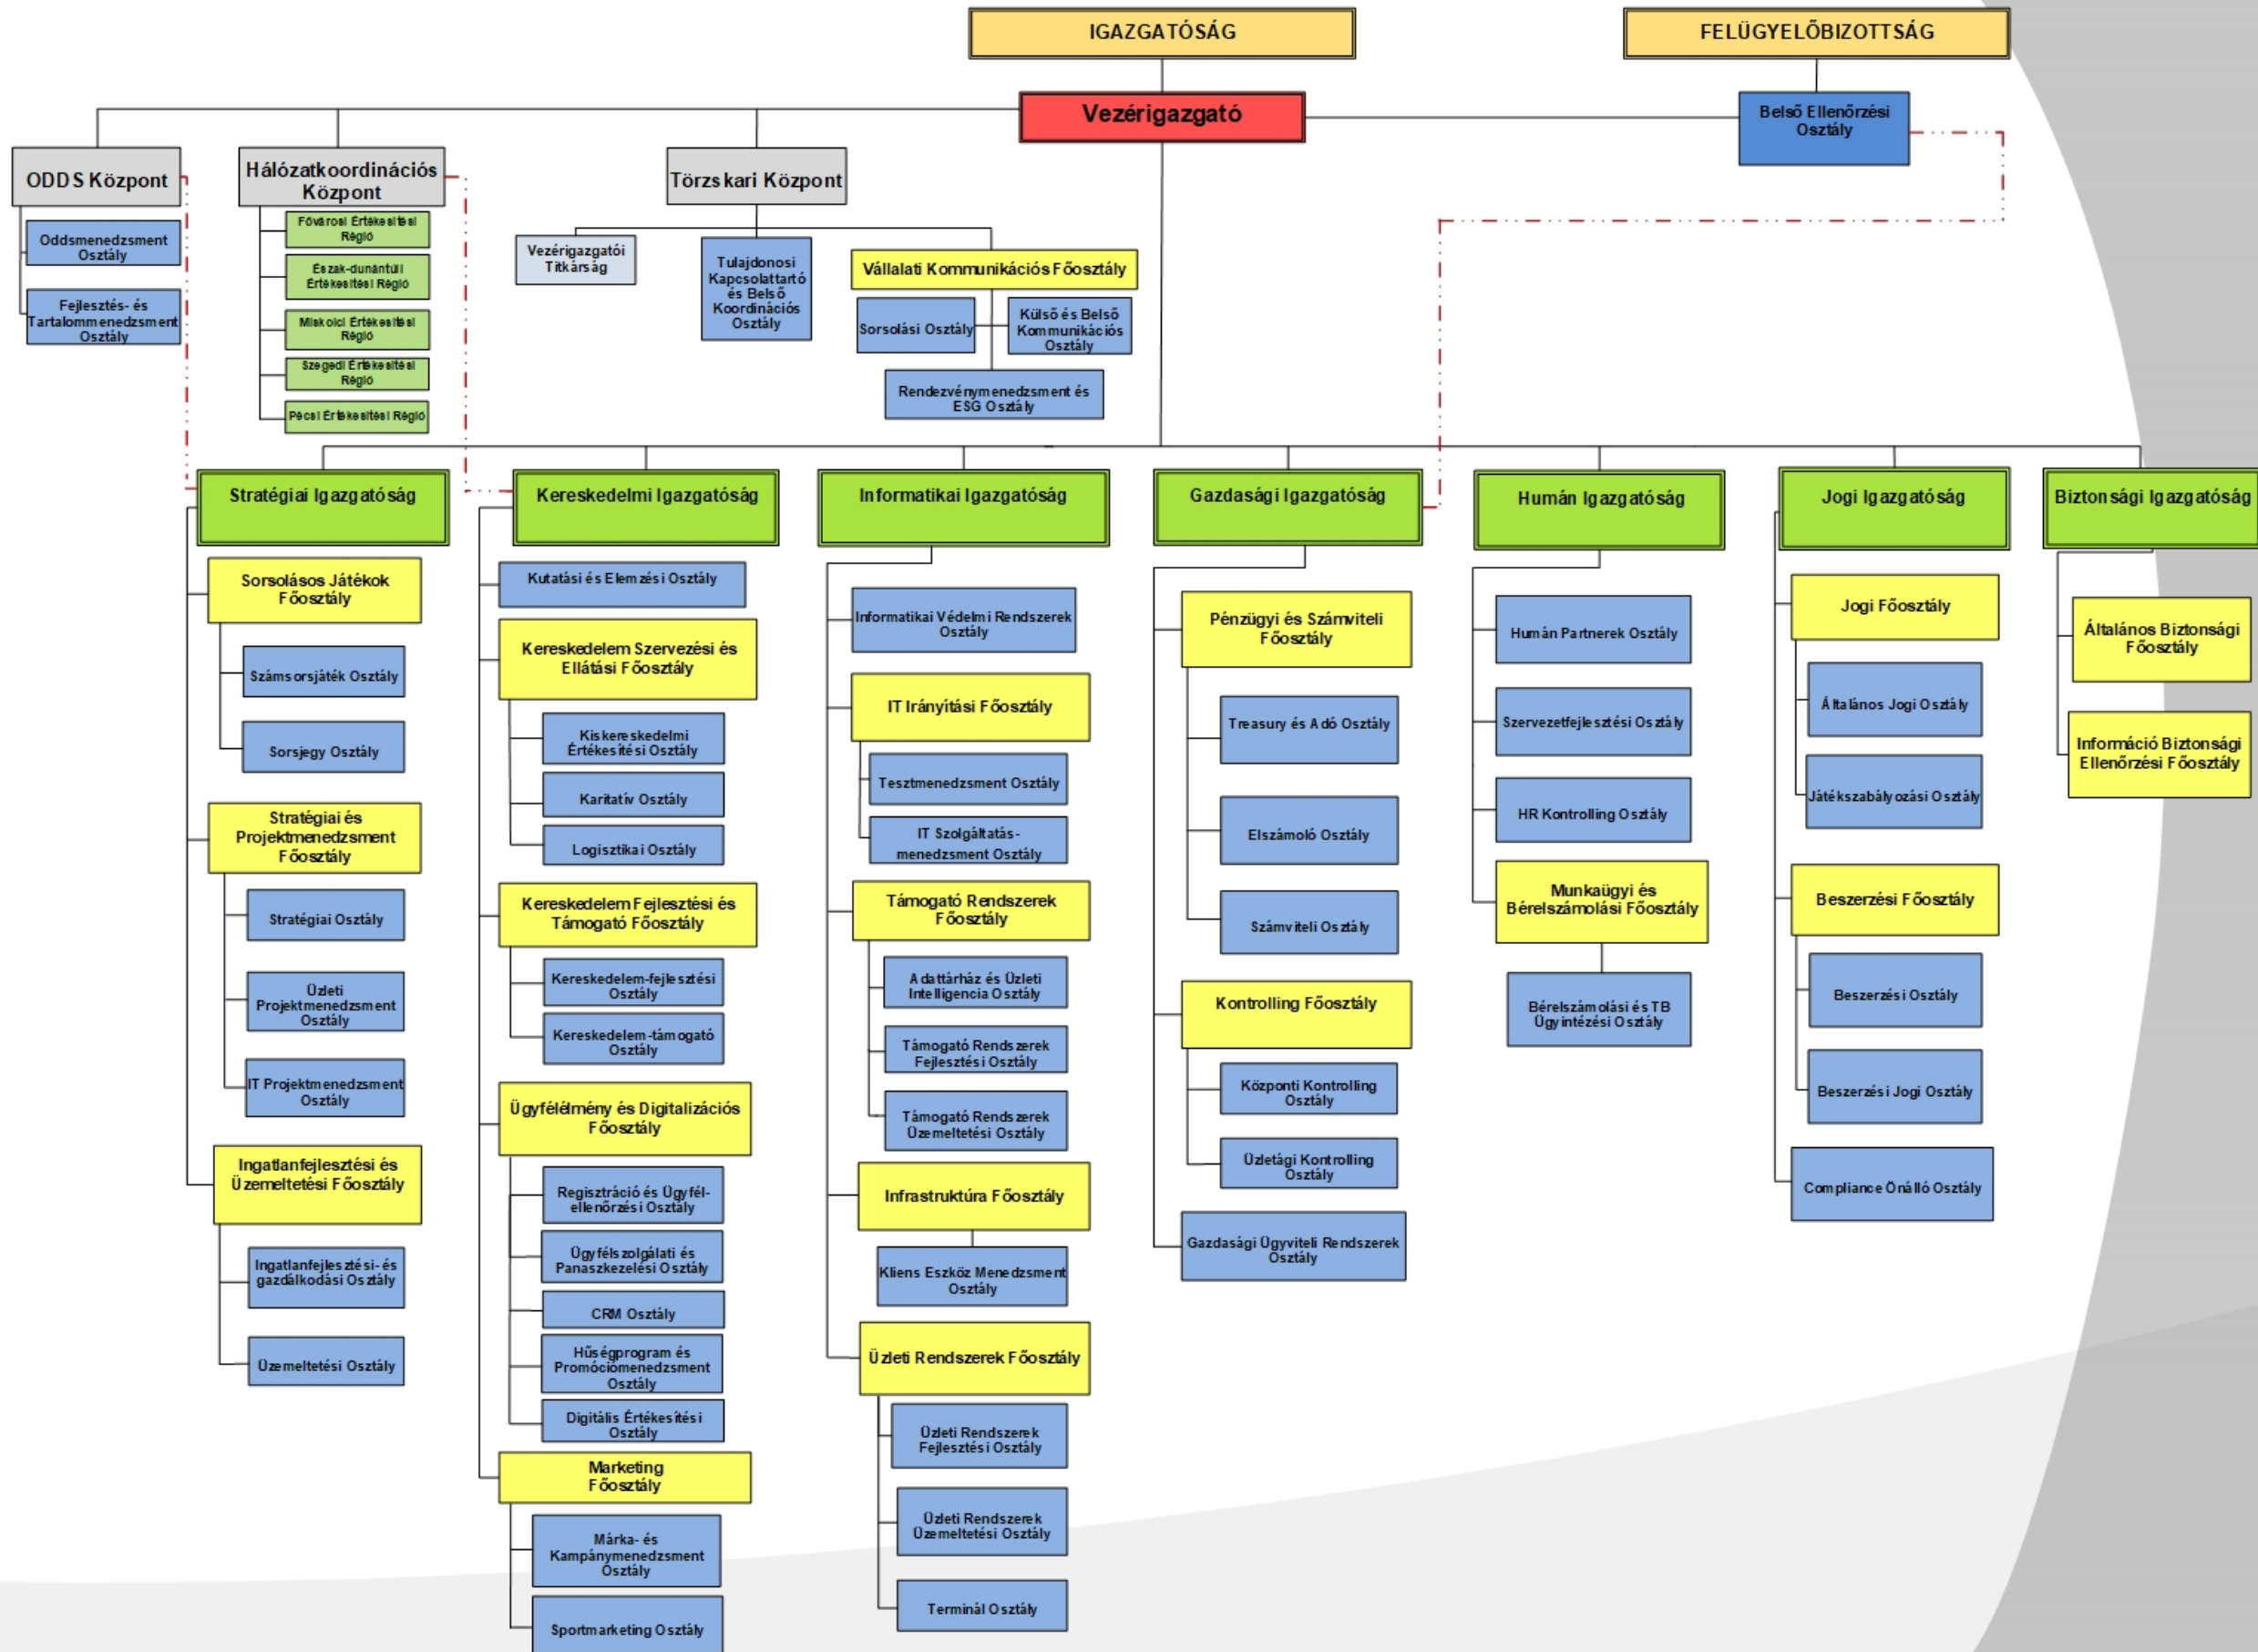 IGAZGATÓSÁG
FELÜGYELŐBIZOTTSÁG
Vezérigazgató
Belső Ellenőrzési
Osztály
ODDS Központ
Oddsmenedzsment
Osztály
Fejlesztés- és
Tartalommenedzsment
Osztály
Hálózatkoordinációs
Központ
Fővárosi Értékesítési
Régió
Észak-dunántúli
Értékesítési Régió
Miskolci Értékesítési
Régió
Szegedi Értékesítési
Régió
Pécsi Értékesítési Régió
Törzskari Központ
Vezérigazgatói
Titkárság
Tulajdonosi
Kapcsolattartó
és Belső
Koordinációs
Osztály
Vállalati Kommunikációs Főosztály
Sorsolási Osztály
Külső és Belső
Kommunikációs
Osztály
Rendezvénymenedzsment és
ESG Osztály
Stratégiai Igazgatóság
Sorsolásos Játékok
Főosztály
Számsorsjáték Osztály
Sorsjegy Osztály
Stratégiai és
Projektmenedzsment
Főosztály
Stratégiai Osztály
Üzleti
Projektmenedzsment
Osztály
IT Projektmenedzsment
Osztály
Ingatlanfejlesztési és
Üzemeltetési Főosztály
Ingatlanfejlesztési- és
gazdálkodási Osztály
Üzemeltetési Osztály
Kereskedelmi Igazgatóság
Kutatási és Elemzési Osztály
Kereskedelem Szervezési és
Ellátási Főosztály
Kiskereskedelmi
Értékesítési Osztály
Karitatív Osztály
Logisztikai Osztály
Kereskedelem Fejlesztési és
Támogató Főosztály
Kereskedelem-fejlesztési
Osztály
Kereskedelem-támogató
Osztály
Ügyfélélmény és Digitalizációs
Főosztály
Regisztráció és Ügyfél-
ellenőrzési Osztály
Ügyfélszolgálati és
Panaszkezelési Osztály
CRM Osztály
Hűségprogram és
Promóciómenedzsment
Osztály
Digitális Értékesítési
Osztály
Marketing
Főosztály
Márka- és
Kampánymenedzsment
Osztály
Sportmarketing Osztály
Informatikai Igazgatóság
Informatikai Védelmi Rendszerek
Osztály
IT Irányítási Főosztály
Tesztmenedzsment Osztály
IT Szolgáltatás-
menedzsment Osztály
Támogató Rendszerek
Főosztály
Adattárház és Üzleti
Intelligencia Osztály
Támogató Rendszerek
Fejlesztési Osztály
Támogató Rendszerek
Üzemeltetési Osztály
Infrastruktúra Főosztály
Kliens Eszköz Menedzsment
Osztály
Üzleti Rendszerek Főosztály
Üzleti Rendszerek
Fejlesztési Osztály
Üzleti Rendszerek
Üzemeltetési Osztály
Terminál Osztály
Gazdasági Igazgatóság
Pénzügyi és Számviteli
Főosztály
Treasury és Adó Osztály
Elszámoló Osztály
Számviteli Osztály
Kontrolling Főosztály
Központi Kontrolling
Osztály
Üzletági Kontrolling
Osztály
Gazdasági Ügyviteli Rendszerek
Osztály
Humán Igazgatóság
Humán Partnerek Osztály
Szervezetfejlesztési Osztály
HR Kontrolling Osztály
Munkaügyi és
Bérelszámolási Főosztály
Bérelszámolási és TB
Ügyintézési Osztály
Jogi Igazgatóság
Jogi Főosztály
Általános Jogi Osztály
Játékszabályozási Osztály
Beszerzési Főosztály
Beszerzési Osztály
Beszerzési Jogi Osztály
Compliance Önálló Osztály
Biztonsági Igazgatóság
Általános Biztonsági
Főosztály
Információ Biztonsági
Ellenőrzési Főosztály